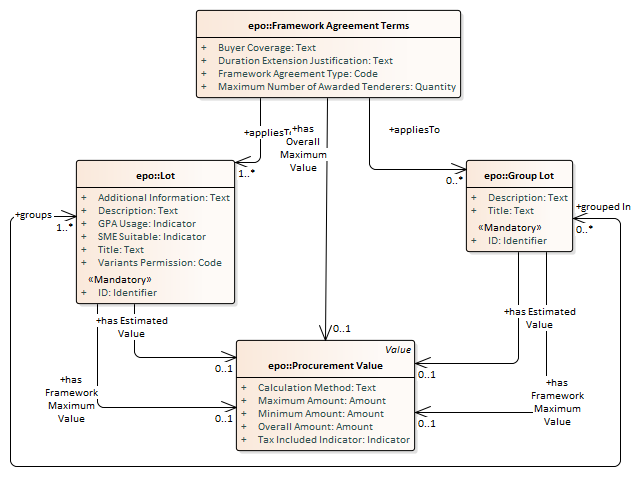 epo::Framework Agreement Terms
+ Buyer Coverage: Text
+ Duration Extension Justification: Text
+ Framework Agreement Type: Code
+ Maximum Number of Awarded Tenderers: Quantity
+appliesTo
1..*
+has
Overall
Maximum
Value
0..1
+appliesTo
0..*
epo::Lot
+ Additional Information: Text
+ Description: Text
+ GPA Usage: Indicator
+ SME Suitable: Indicator
+ Title: Text
+ Variants Permission: Code
«Mandatory»
+ ID: Identifier
epo::Group Lot
+ Description: Text
+ Title: Text
«Mandatory»
+ ID: Identifier
+groups
1..*
+grouped In
0..*
+has Estimated
Value
0..1
+has
Framework
Maximum
Value
0..1
+has Estimated
Value
0..1
+has
Framework
Maximum
Value
0..1
Value
epo::Procurement Value
+ Calculation Method: Text
+ Maximum Amount: Amount
+ Minimum Amount: Amount
+ Overall Amount: Amount
+ Tax Included Indicator: Indicator